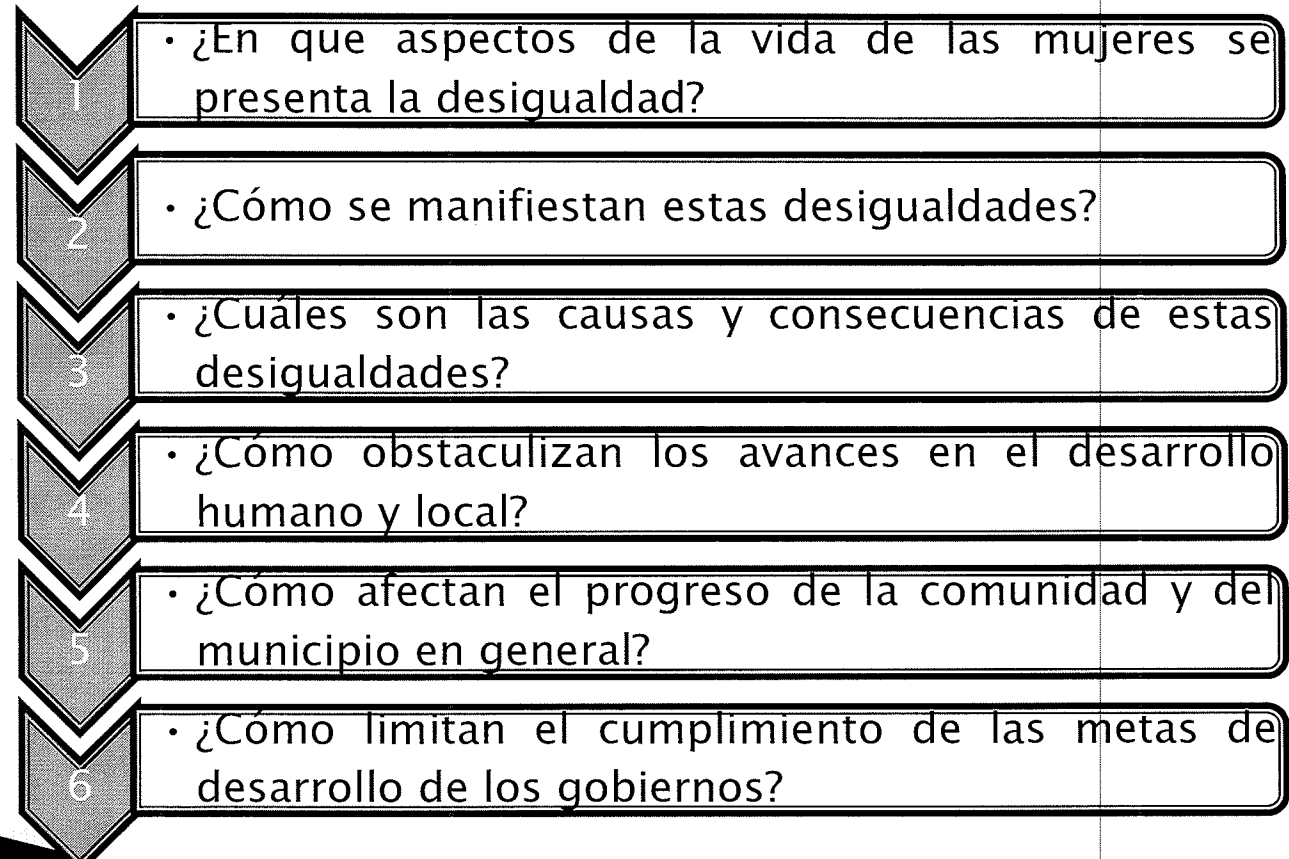 1
· ¿En que aspectos de la vida de las mujeres se
presenta la desigualdad?
2
· ¿Cómo se manifiestan estas desigualdades?
3
· ¿Cuáles son las causas y consecuencias de estas
desigualdades?
4
· ¿Cómo obstaculizan los avances en el desarrollo
humano y local?
5
· ¿Cómo afectan el progreso de la comunidad y del
municipio en general?
6
· ¿Cómo limitan el cumplimiento de las metas de
desarrollo de los gobiernos?